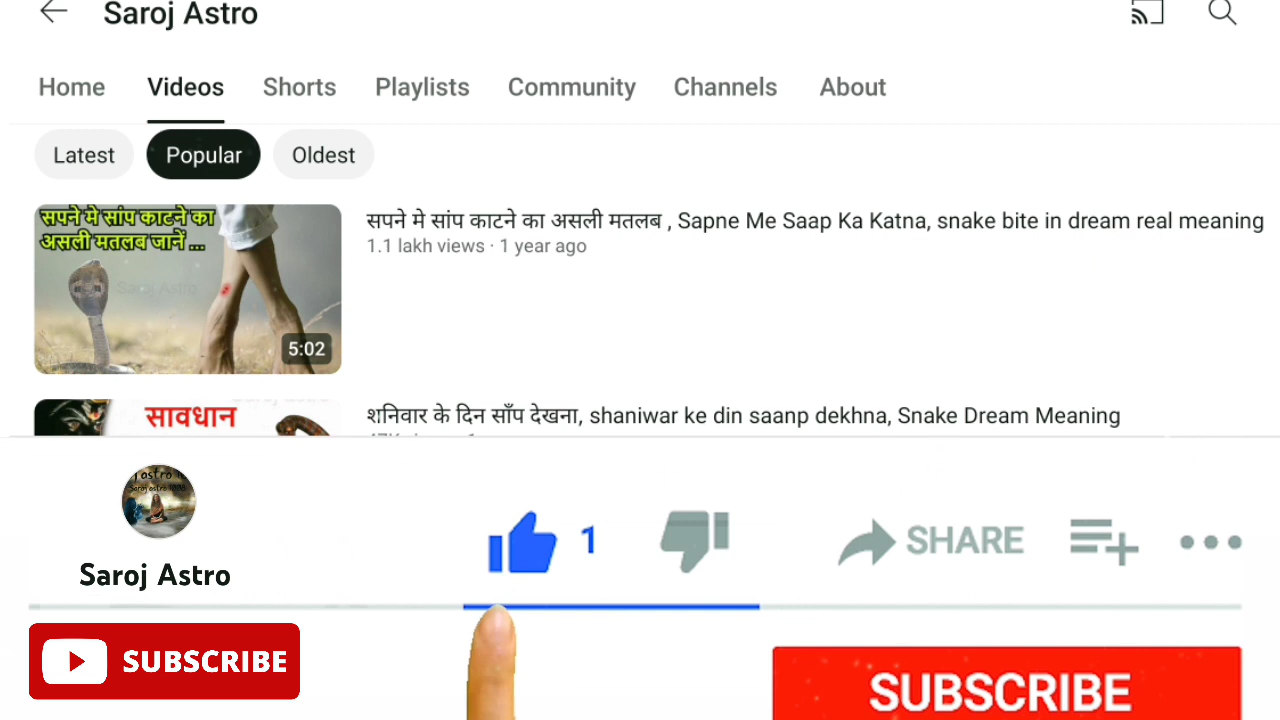 Saroj Astro
Home Videos Shorts Playlists Community Channels About
Latest Popular Oldest
सपने मे सांप काटने का
असली मतलब जानें ...
Saroj Astro
5:02
सपने मे सांप काटने का असली मतलब , Sapne Me Saap Ka Katna, snake bite in dream real meaning
1.1 lakh views · 1 year ago
सावधान
शनिवार के दिन साँप देखना, shaniwar ke din saanp dekhna, Snake Dream Meaning
Saroj Astro
1
SHARE
SUBSCRIBE
SUBSCRIBE